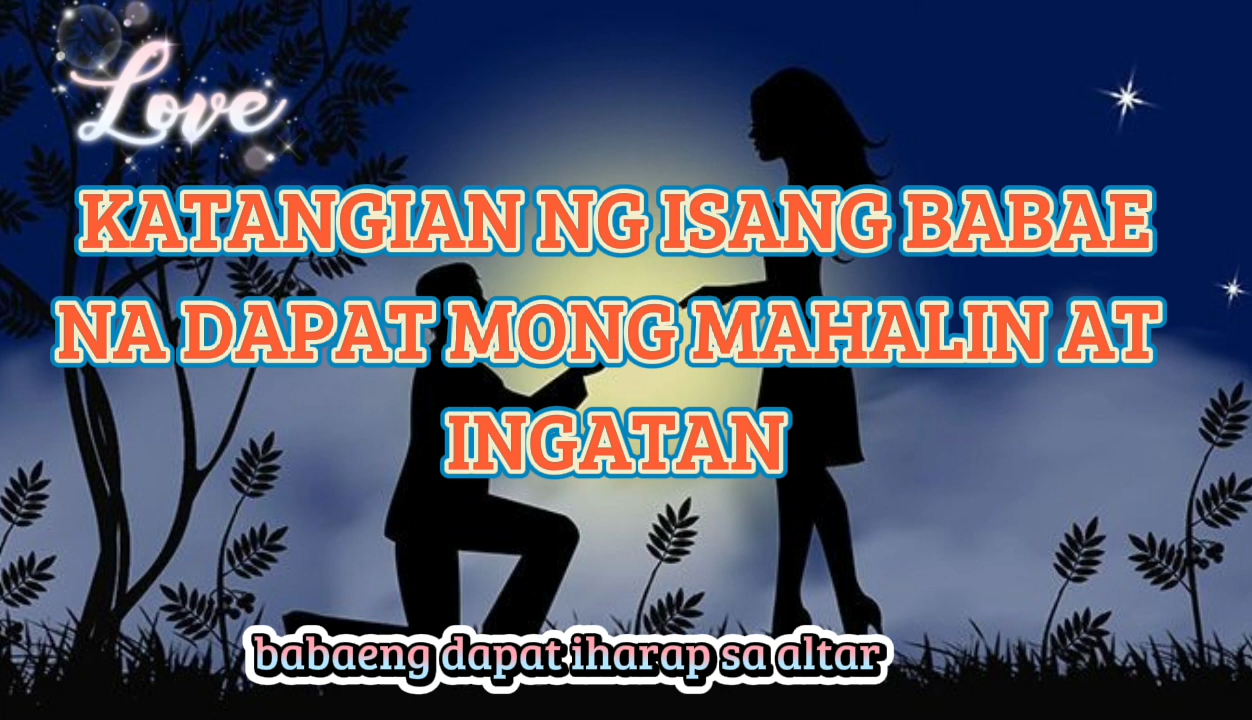 Love
KATANGIAN NG ISANG BABAE
NA DAPAT MONG MAHALIN AT
INGATAN
babaeng dapat iharap sa altar